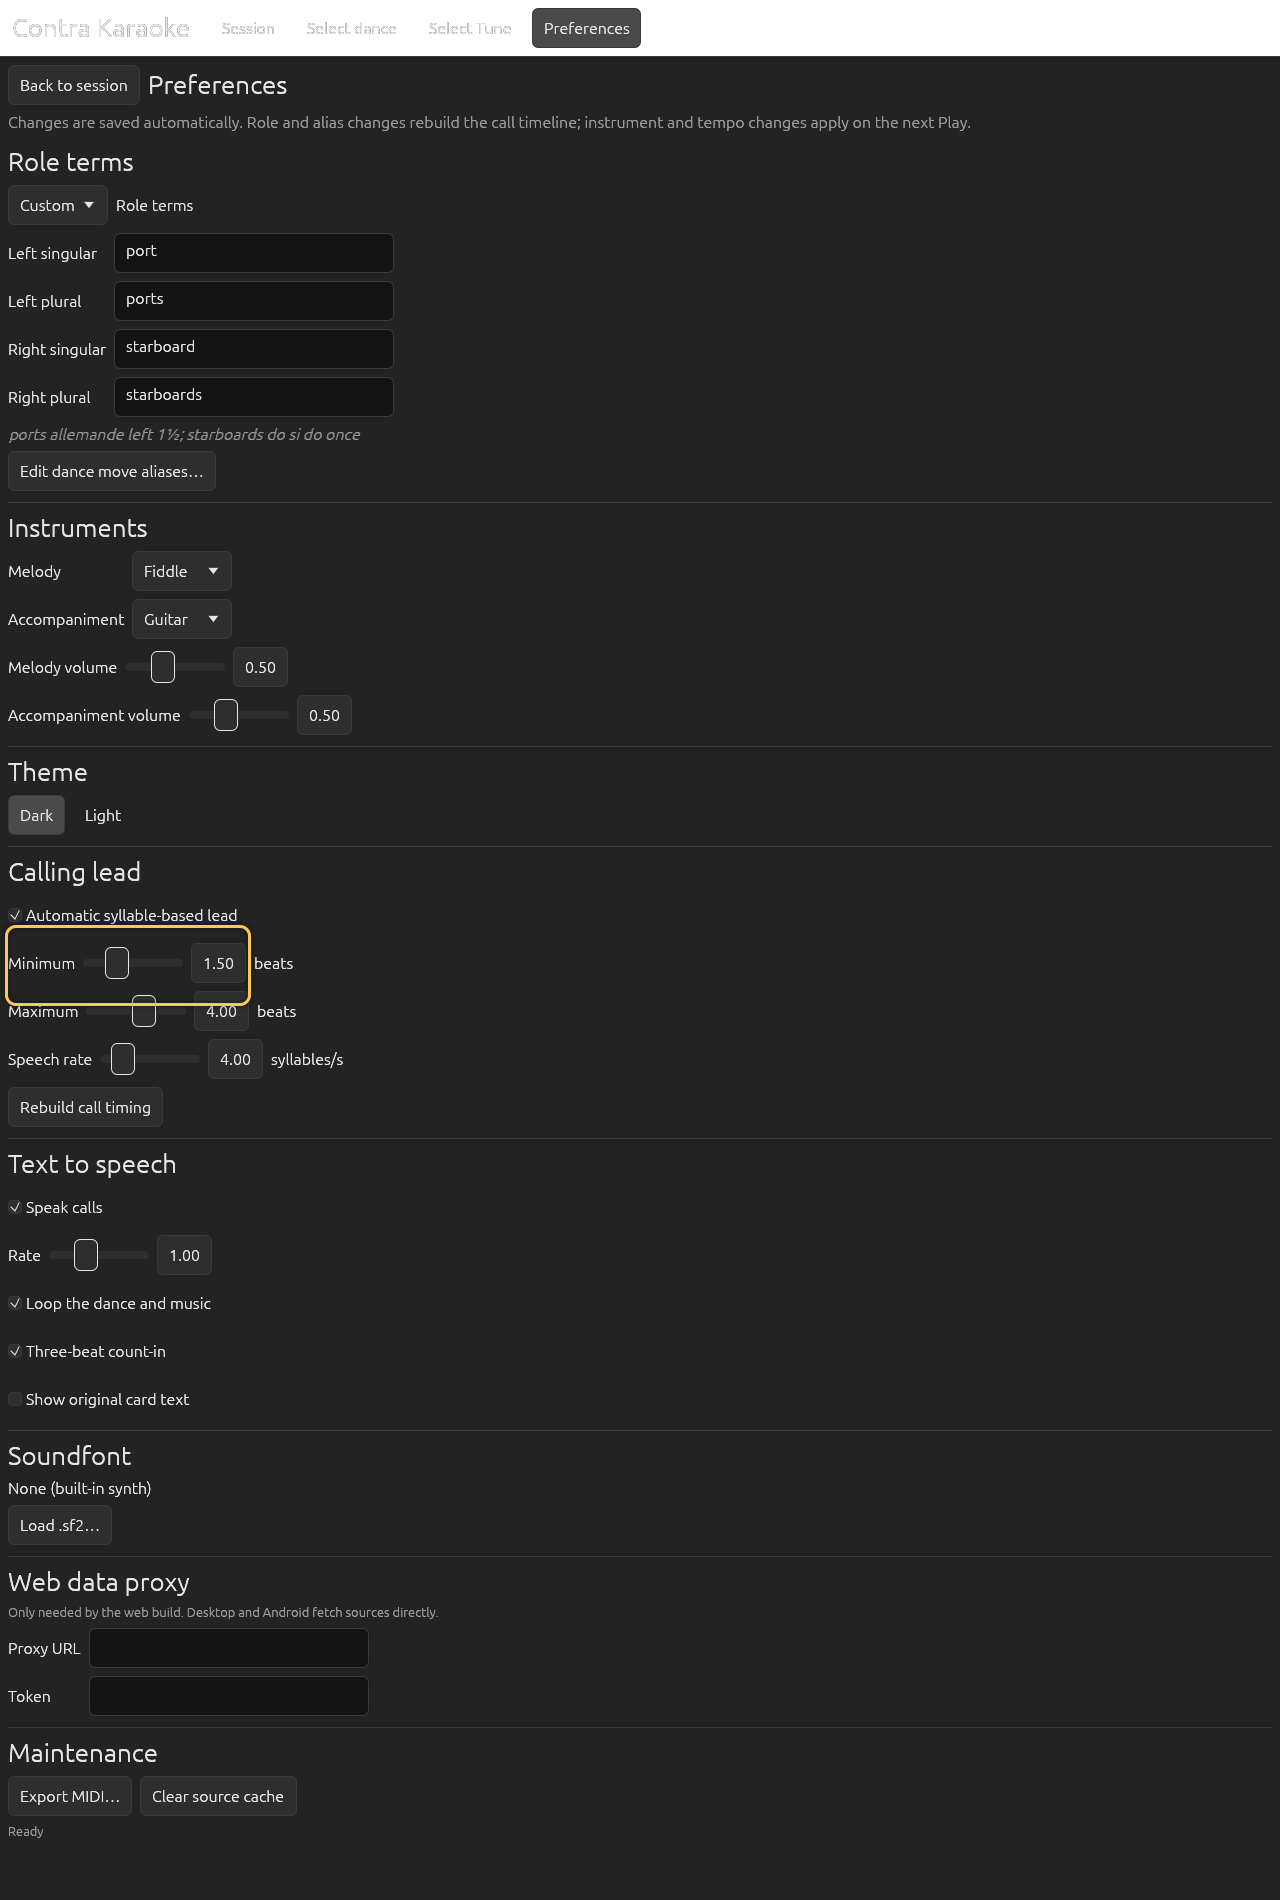 Contra Karaoke Session Select dance Select Tune Preferences
Back to session Preferences
Changes are saved automatically. Role and alias changes rebuild the call timeline; instrument and tempo changes apply on the next Play.
Role terms
Custom Role terms
Left singular port
Left plural ports
Right singular starboard
Right plural starboards
ports allemande left 1½; starboards do si do once
Edit dance move aliases…
Instruments
Melody Fiddle
Accompaniment Guitar
Melody volume 0.50
Accompaniment volume 0.50
Theme
Dark Light
Calling lead
Automatic syllable-based lead
Minimum 1.50 beats
Maximum 4.00 beats
Speech rate 4.00 syllables/s
Rebuild call timing
Text to speech
Speak calls
Rate 1.00
Loop the dance and music
Three-beat count-in
Show original card text
Soundfont
None (built-in synth)
Load .sf2…
Web data proxy
Only needed by the web build. Desktop and Android fetch sources directly.
Proxy URL
Token
Maintenance
Export MIDI… Clear source cache
Ready